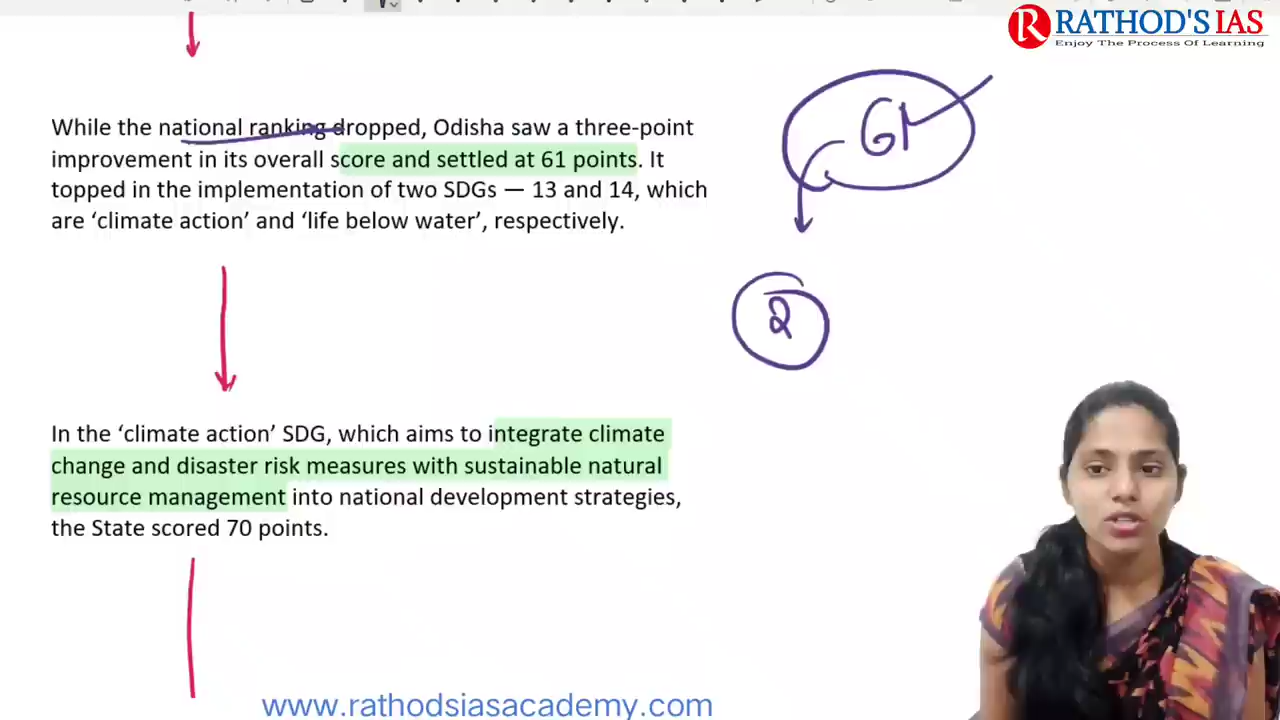 RATHOD'S IAS
Enjoy The Process Of Learning
While the national ranking dropped, Odisha saw a three-point
improvement in its overall score and settled at 61 points. It
topped in the implementation of two SDGs — 13 and 14, which
are ‘climate action’ and ‘life below water’, respectively.
61
2
In the ‘climate action’ SDG, which aims to integrate climate
change and disaster risk measures with sustainable natural
resource management into national development strategies,
the State scored 70 points.
www.rathodsiasacademy.com